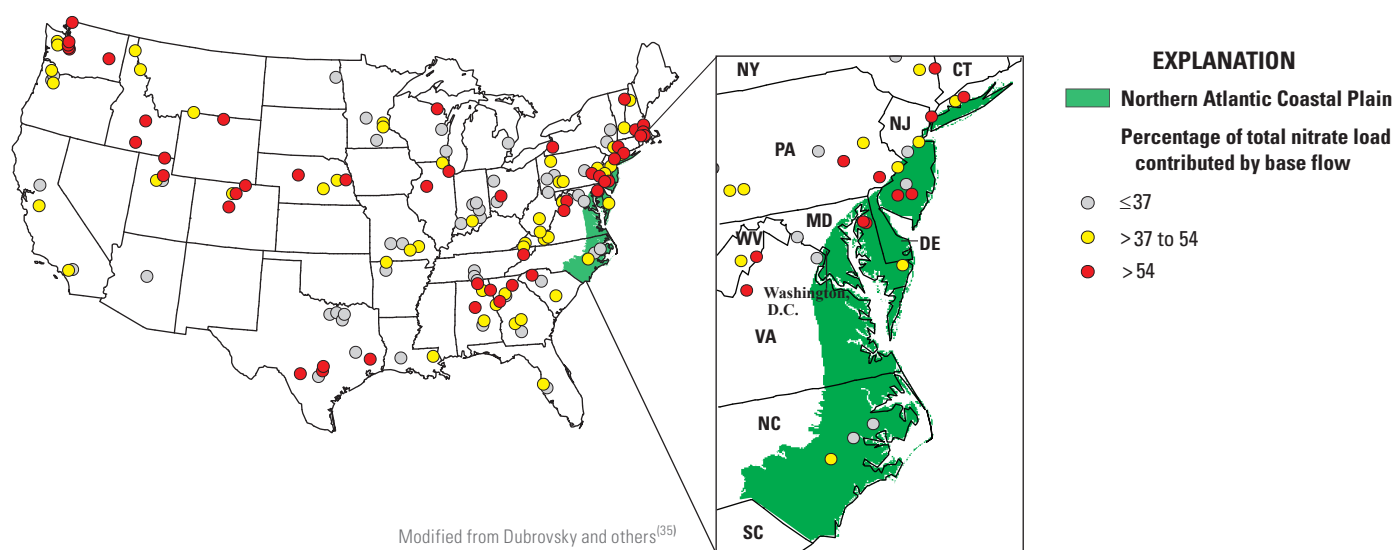 NY
CT
NJ
PA
MD
DE
WV
Washington,
D.C.
VA
NC
SC
EXPLANATION
Northern Atlantic Coastal Plain
Percentage of total nitrate load
contributed by base flow
≤37
>37 to 54
>54
Modified from Dubrovsky and others(35)